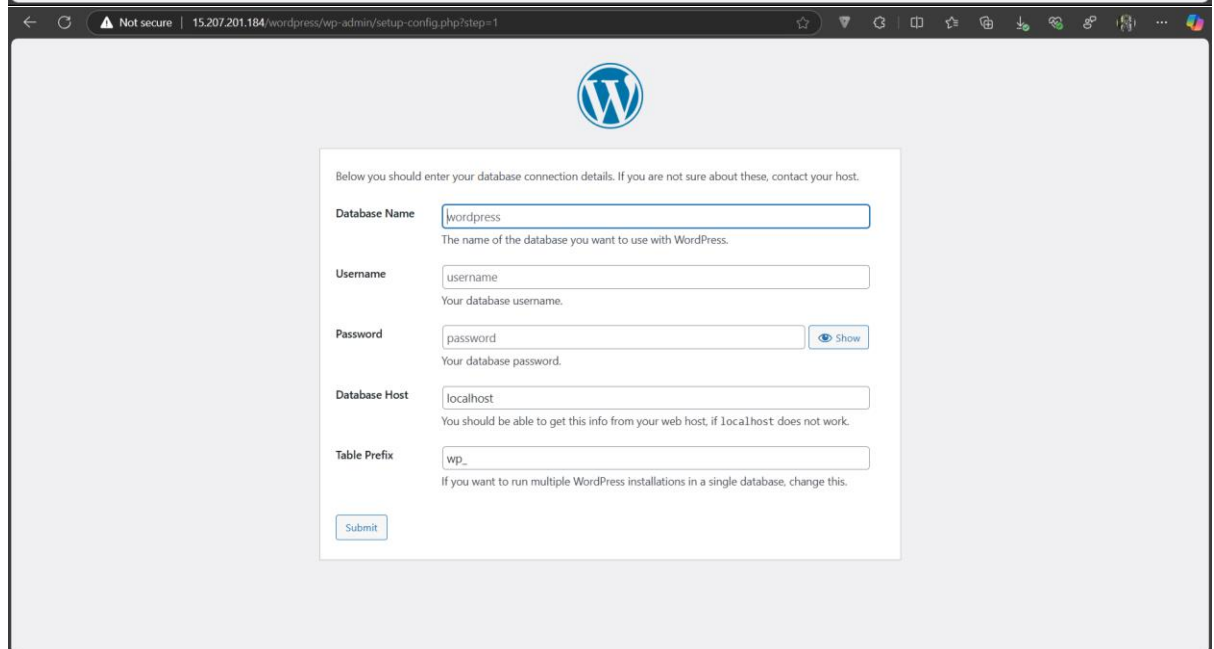 Not secure | 15.207.201.184/wordpress/wp-admin/setup-config.php?step=1
Below you should enter your database connection details. If you are not sure about these, contact your host.
Database Name
wordpress
The name of the database you want to use with WordPress.
Username
username
Your database username.
Password
password
Show
Your database password.
Database Host
localhost
You should be able to get this info from your web host, if localhost does not work.
Table Prefix
wp_
If you want to run multiple WordPress installations in a single database, change this.
Submit